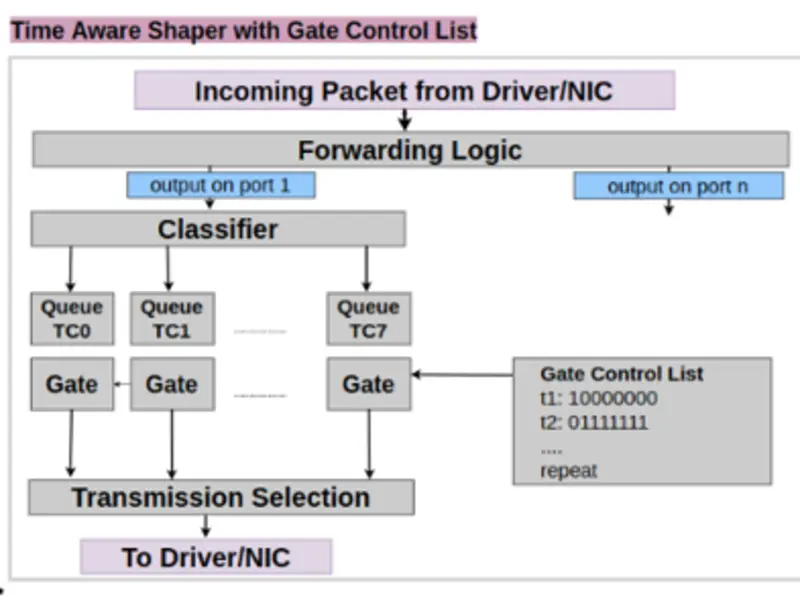 Time Aware Shaper with Gate Control List
Incoming Packet from Driver/NIC
Forwarding Logic
output on port 1
output on port n
Classifier
Queue
TC0
Queue
TC1
Queue
TC7
Gate
Gate
Gate
Gate Control List
t1: 10000000
t2: 01111111
....
repeat
Transmission Selection
To Driver/NIC